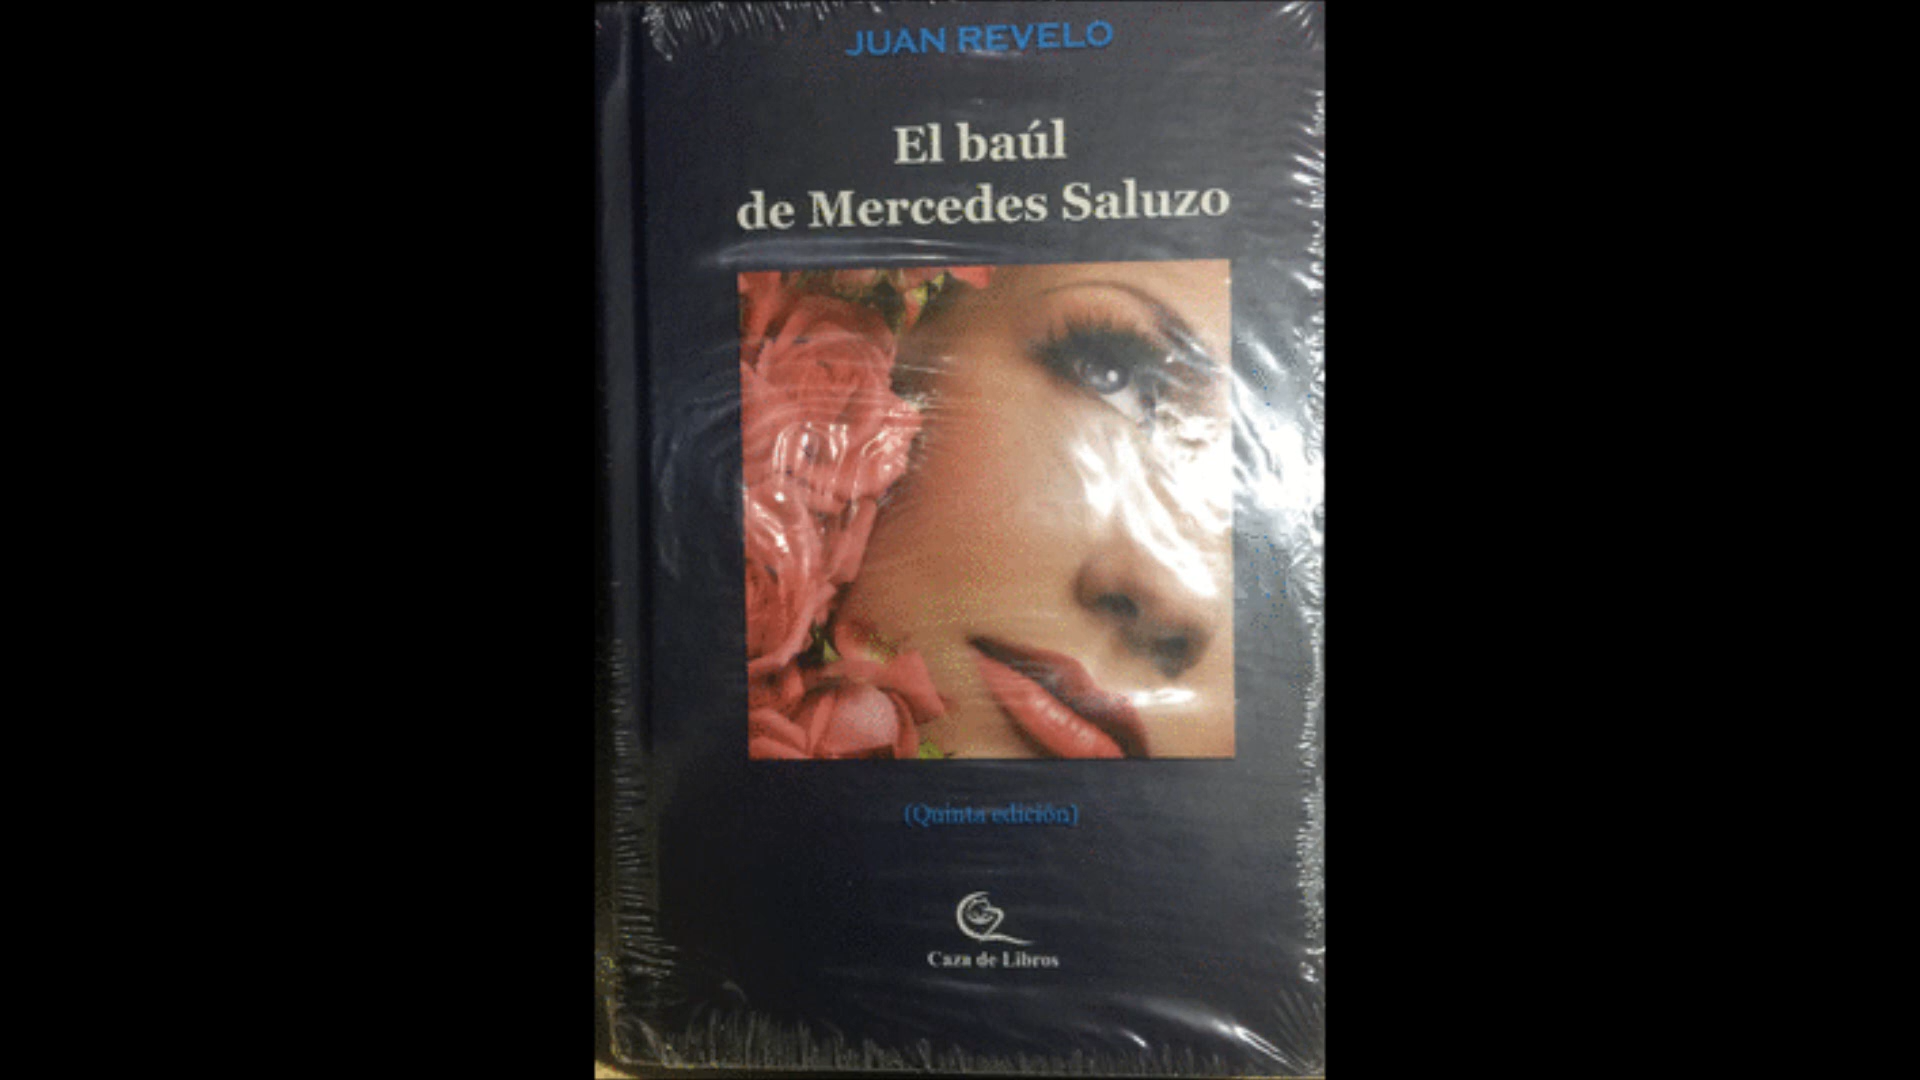 JUAN REVELO
El baúl
de Mercedes Saluzo
(Quinta edición)
Caza de Libros